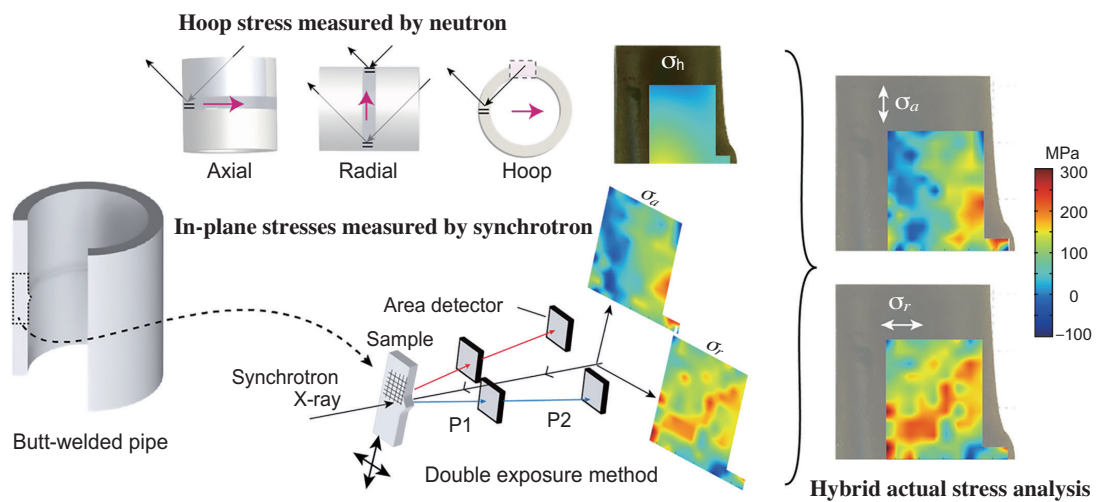 Hoop stress measured by neutron
σh
Axial
Radial
Hoop
In-plane stresses measured by synchrotron
σa
Area detector
Sample
Synchrotron
X-ray
σr
P1
P2
Butt-welded pipe
Double exposure method
σa
MPa
300
200
100
0
−100
σr
Hybrid actual stress analysis